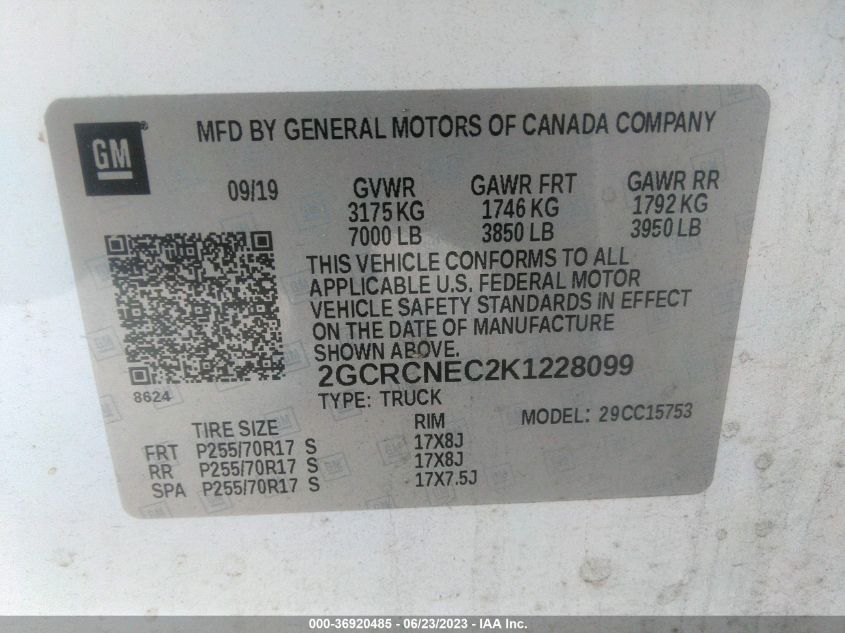 GM
MFD BY GENERAL MOTORS OF CANADA COMPANY
09/19 GVWR GAWR FRT GAWR RR
3175 KG 1746 KG 1792 KG
7000 LB 3850 LB 3950 LB
THIS VEHICLE CONFORMS TO ALL
APPLICABLE U.S. FEDERAL MOTOR
VEHICLE SAFETY STANDARDS IN EFFECT
ON THE DATE OF MANUFACTURE
SHOWN ABOVE.
2GCRCNEC2K1228099
8624
TYPE: TRUCK
MODEL: 29CC15753
TIRE SIZE RIM
FRT P255/70R17 S 17X8J
RR P255/70R17 S 17X8J
SPA P255/70R17 S 17X7.5J
000-36920485 - 06/23/2023 - IAA Inc.